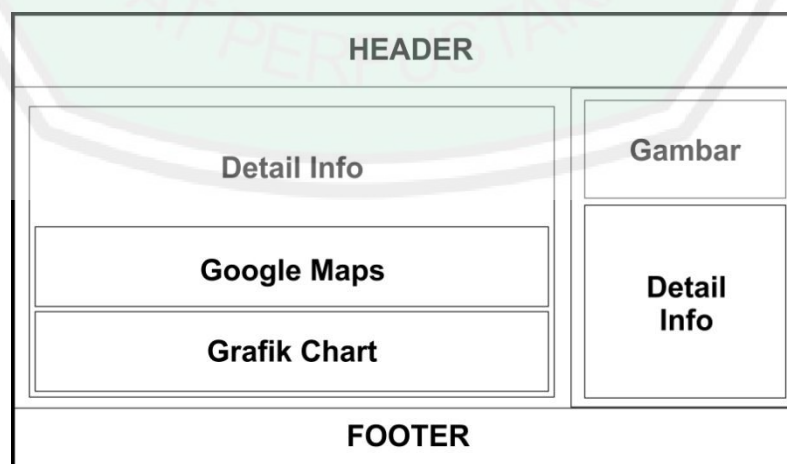 HEADER
Detail Info
Gambar
Google Maps
Detail
Info
Grafik Chart
FOOTER